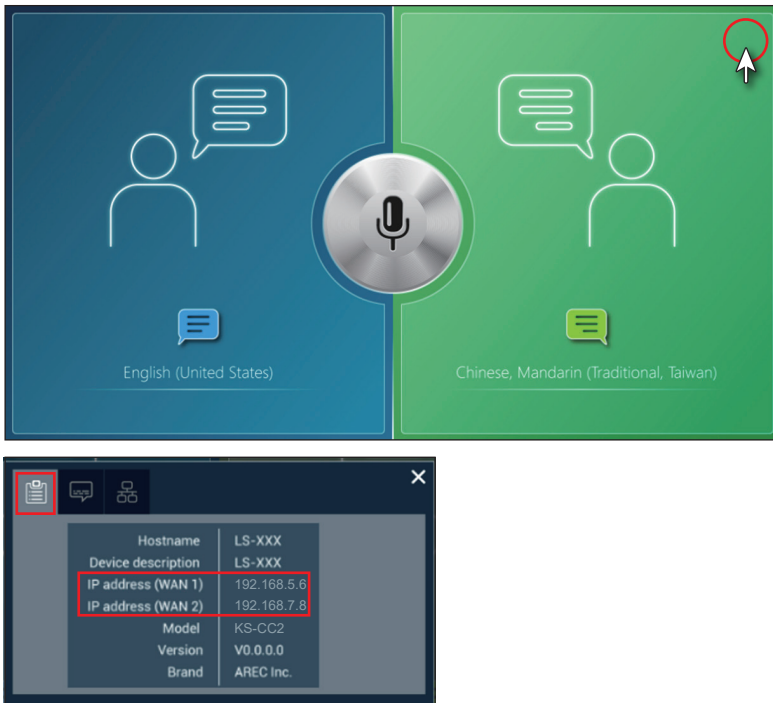 English (United States)
Chinese, Mandarin (Traditional, Taiwan)
Hostname LS-XXX
Device description LS-XXX
IP address (WAN 1) 192.168.5.6
IP address (WAN 2) 192.168.7.8
Model KS-CC2
Version V0.0.0.0
Brand AREC Inc.